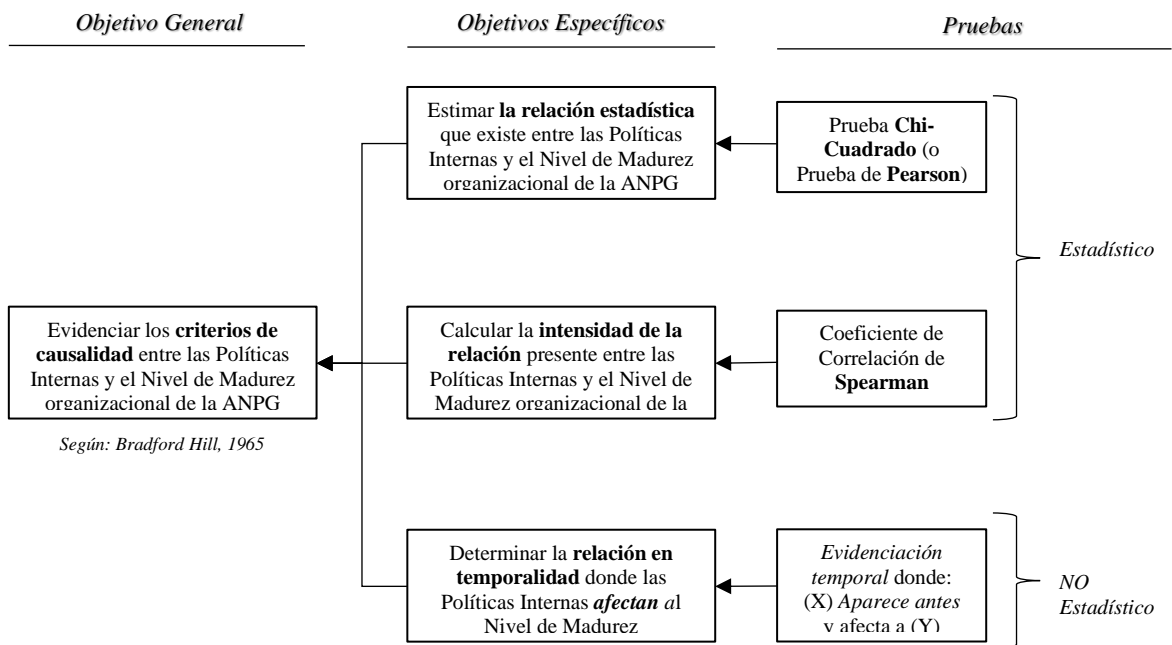 Objetivo General
Objetivos Específicos
Pruebas
Estimar la relación estadística
que existe entre las Políticas
Internas y el Nivel de Madurez
organizacional de la ANPG
Prueba Chi-
Cuadrado (o
Prueba de Pearson)
Estadístico
Evidenciar los criterios de
causalidad entre las Políticas
Internas y el Nivel de Madurez
organizacional de la ANPG
Según: Bradford Hill, 1965
Calcular la intensidad de la
relación presente entre las
Políticas Internas y el Nivel de
Madurez organizacional de la
Coeficiente de
Correlación de
Spearman
Determinar la relación en
temporalidad donde las
Políticas Internas afectan al
Nivel de Madurez
Evidenciación
temporal donde:
(X) Aparece antes
y afecta a (Y)
NO
Estadístico